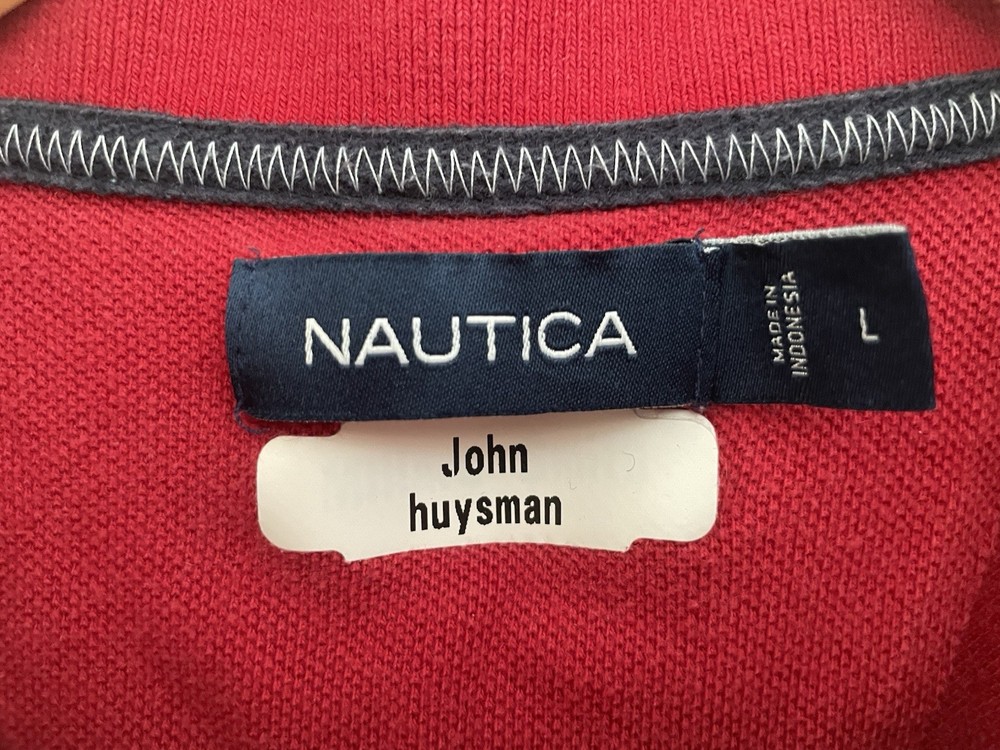 NAUTICA
MADE IN
INDONESIA
L
John
huysman